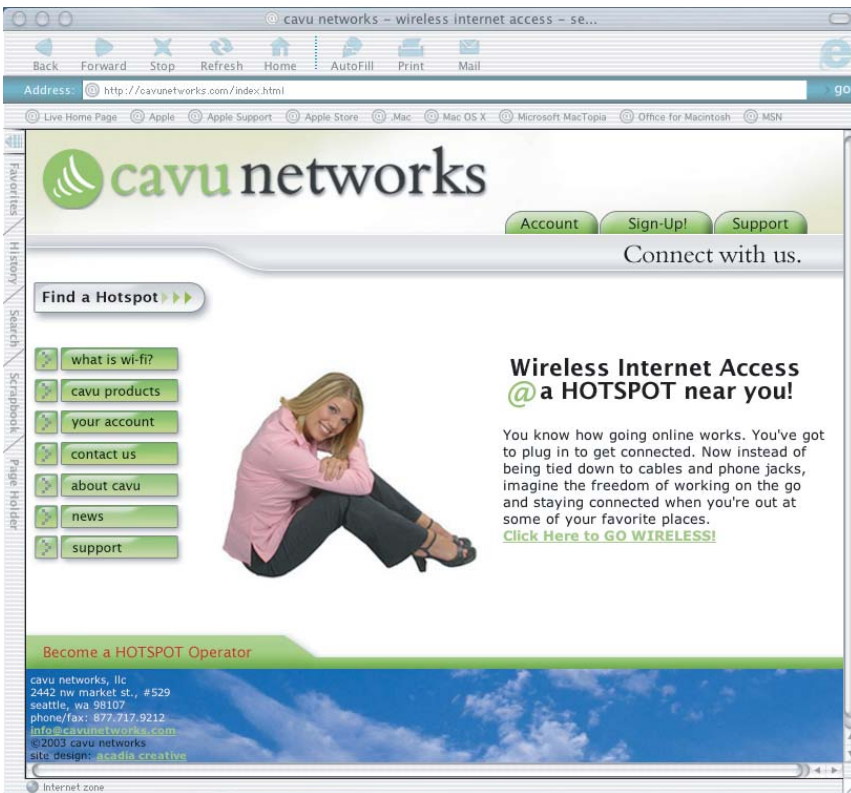 @ cavu networks – wireless internet access – se...
Back Forward Stop Refresh Home AutoFill Print Mail
Address: @ http://cavunetworks.com/index.html go
@ Live Home Page @ Apple @ Apple Support @ Apple Store @ .Mac @ Mac OS X @ Microsoft MacTopia @ Office for Macintosh @ MSN
Favorites
History
Search
Scrapbook
Page Holder
cavu networks
Account Sign-Up! Support
Connect with us.
Find a Hotspot
what is wi-fi?
cavu products
your account
contact us
about cavu
news
support
Wireless Internet Access
@ a HOTSPOT near you!
You know how going online works. You've got
to plug in to get connected. Now instead of
being tied down to cables and phone jacks,
imagine the freedom of working on the go
and staying connected when you're out at
some of your favorite places.
Click Here to GO WIRELESS!
Become a HOTSPOT Operator
cavu networks, llc
2442 nw market st., #529
seattle, wa 98107
phone/fax: 877.717.9212
info@cavunetworks.com
©2003 cavu networks
site design: acadia creative
Internet zone